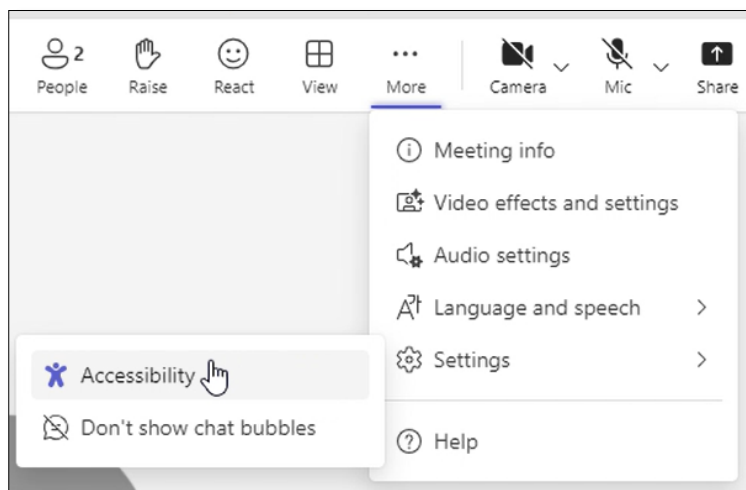 2
People
Raise
React
View
More
Camera
Mic
Share
Meeting info
Video effects and settings
Audio settings
Language and speech
Settings
Help
Accessibility
Don't show chat bubbles